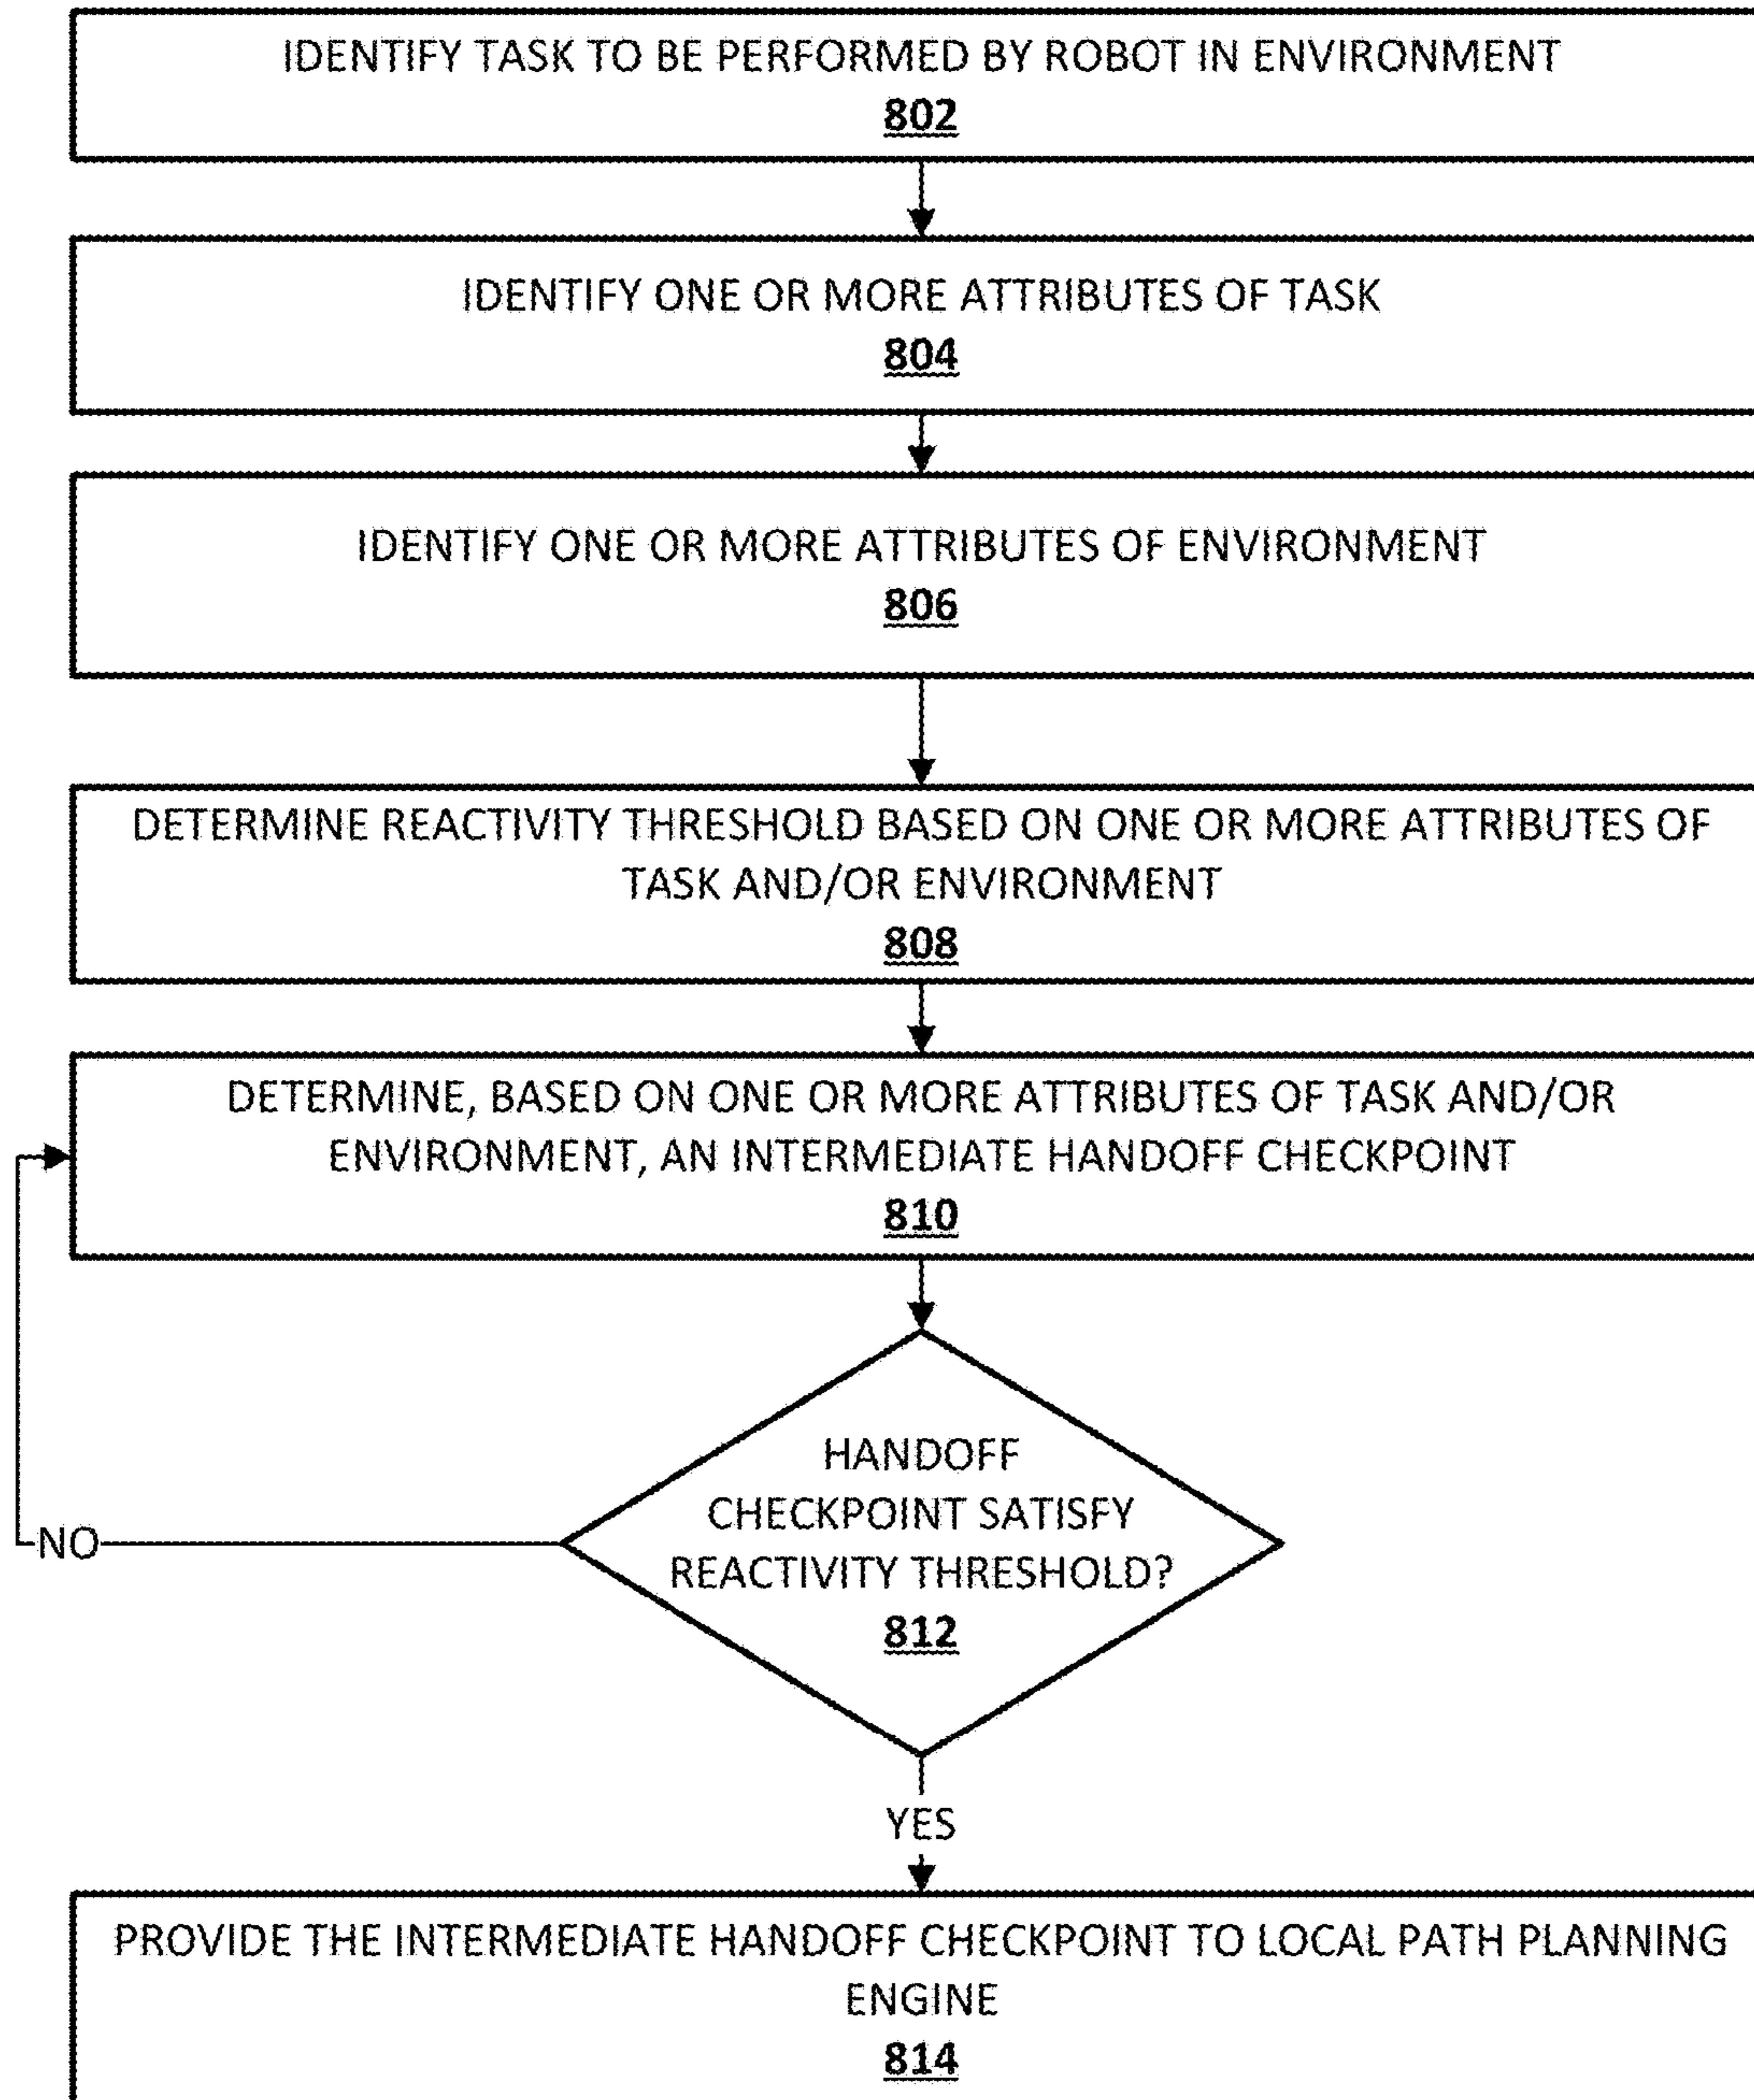 IDENTIFY TASK TO BE PERFORMED BY ROBOT IN ENVIRONMENT
802
IDENTIFY ONE OR MORE ATTRIBUTES OF TASK
804
IDENTIFY ONE OR MORE ATTRIBUTES OF ENVIRONMENT
806
DETERMINE REACTIVITY THRESHOLD BASED ON ONE OR MORE ATTRIBUTES OF
TASK AND/OR ENVIRONMENT
808
DETERMINE, BASED ON ONE OR MORE ATTRIBUTES OF TASK AND/OR
ENVIRONMENT, AN INTERMEDIATE HANDOFF CHECKPOINT
810
HANDOFF
CHECKPOINT SATISFY
REACTIVITY THRESHOLD?
812
NO
YES
PROVIDE THE INTERMEDIATE HANDOFF CHECKPOINT TO LOCAL PATH PLANNING
ENGINE
814